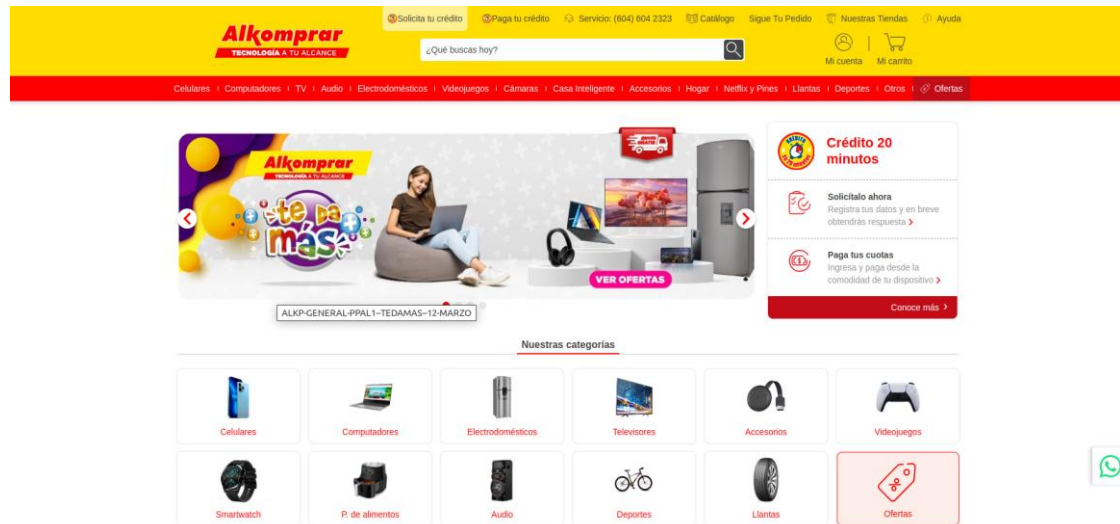 Solicita tu crédito
Paga tu crédito
Servicio: (604) 604 2323
Catálogo
Sigue Tu Pedido
Nuestras Tiendas
Ayuda
Alkomprar
TECNOLOGÍA A TU ALCANCE
¿Qué buscas hoy?
Mi cuenta
Mi carrito
Celulares
Computadores
TV
Audio
Electrodomésticos
Videojuegos
Cámaras
Casa Inteligente
Accesorios
Hogar
Netflix y Pines
Llantas
Deportes
Otros
Ofertas
Alkomprar
TECNOLOGÍA A TU ALCANCE
te da
más
VER OFERTAS
ALKP-GENERAL-PPAL1–TEDAMAS–12-MARZO
Crédito 20
minutos
Solicítalo ahora
Registra tus datos y en breve
obtendrás respuesta
Paga tus cuotas
Ingresa y paga desde la
comodidad de tu dispositivo
Conoce más
Nuestras categorías
Celulares
Computadores
Electrodomésticos
Televisores
Accesorios
Videojuegos
Smartwatch
P. de alimentos
Audio
Deportes
Llantas
Ofertas